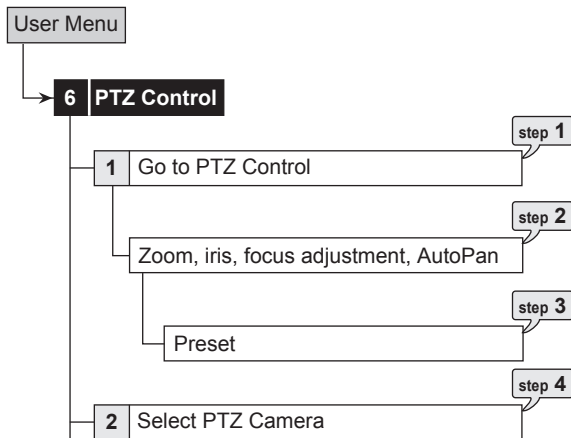 User Menu
6 PTZ Control
step 1
1 Go to PTZ Control
step 2
Zoom, iris, focus adjustment, AutoPan
step 3
Preset
step 4
2 Select PTZ Camera